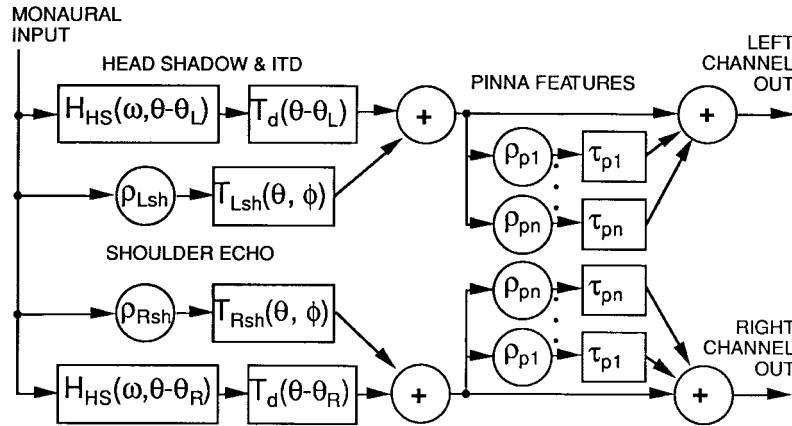 MONAURAL
INPUT
HEAD SHADOW & ITD
PINNA FEATURES
LEFT
CHANNEL
OUT
H_HS(ω,θ-θ_L)
T_d(θ-θ_L)
+
+
ρ_p1
τ_p1
ρ_Lsh
T_Lsh(θ, ϕ)
ρ_pn
τ_pn
SHOULDER ECHO
ρ_Rsh
T_Rsh(θ, ϕ)
ρ_pn
τ_pn
ρ_p1
τ_p1
RIGHT
CHANNEL
OUT
H_HS(ω,θ-θ_R)
T_d(θ-θ_R)
+
+